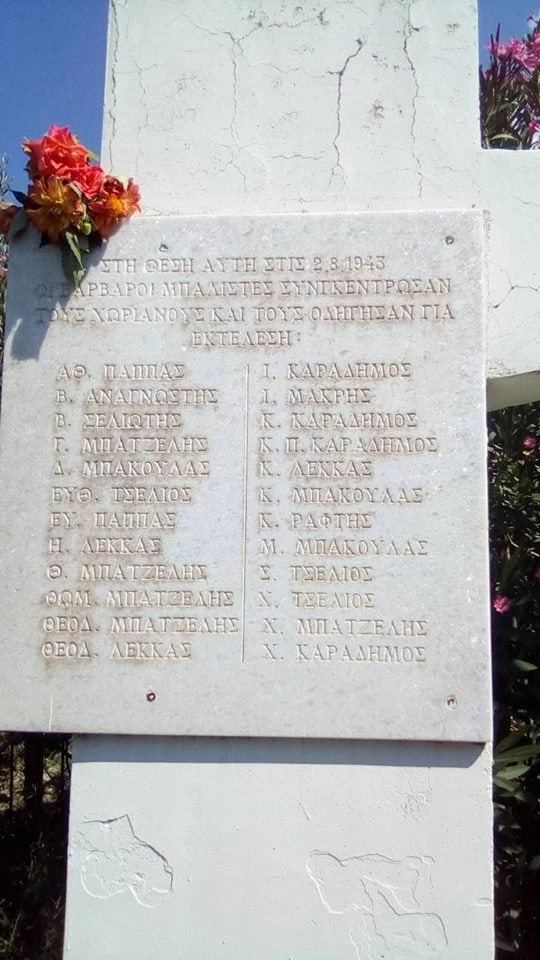 ΣΤΗ ΘΕΣΗ ΑΥΤΗ ΣΤΙΣ 2.8.1943
ΟΙ ΒΑΡΒΑΡΟΙ ΜΠΑΛΙΣΤΕΣ ΣΥΝΓΚΕΝΤΡΩΣΑΝ
ΤΟΥΣ ΧΩΡΙΑΝΟΥΣ ΚΑΙ ΤΟΥΣ ΟΔΗΓΗΣΑΝ ΓΙΑ
ΕΚΤΕΛΕΣΗ:
ΑΘ. ΠΑΠΠΑΣ
Β. ΑΝΑΓΝΩΣΤΗΣ
Β. ΣΕΛΙΩΤΗΣ
Γ. ΜΠΑΤΖΕΛΗΣ
Δ. ΜΠΑΚΟΥΛΑΣ
ΕΥΘ. ΤΣΕΛΙΟΣ
ΕΥ. ΠΑΠΠΑΣ
Η. ΛΕΚΚΑΣ
Θ. ΜΠΑΤΖΕΛΗΣ
ΘΩΜ. ΜΠΑΤΖΕΛΗΣ
ΘΕΟΔ. ΜΠΑΤΖΕΛΗΣ
ΘΕΟΔ. ΛΕΚΚΑΣ
Ι. ΚΑΡΑΔΗΜΟΣ
Ι. ΜΑΚΡΗΣ
Κ. ΚΑΡΑΔΗΜΟΣ
Κ. Π. ΚΑΡΑΔΗΜΟΣ
Κ. ΛΕΚΚΑΣ
Κ. ΜΠΑΚΟΥΛΑΣ
Κ. ΡΑΦΤΗΣ
Μ. ΜΠΑΚΟΥΛΑΣ
Σ. ΤΣΕΛΙΟΣ
Χ. ΤΣΕΛΙΟΣ
Χ. ΜΠΑΤΖΕΛΗΣ
Χ. ΚΑΡΑΔΗΜΟΣ